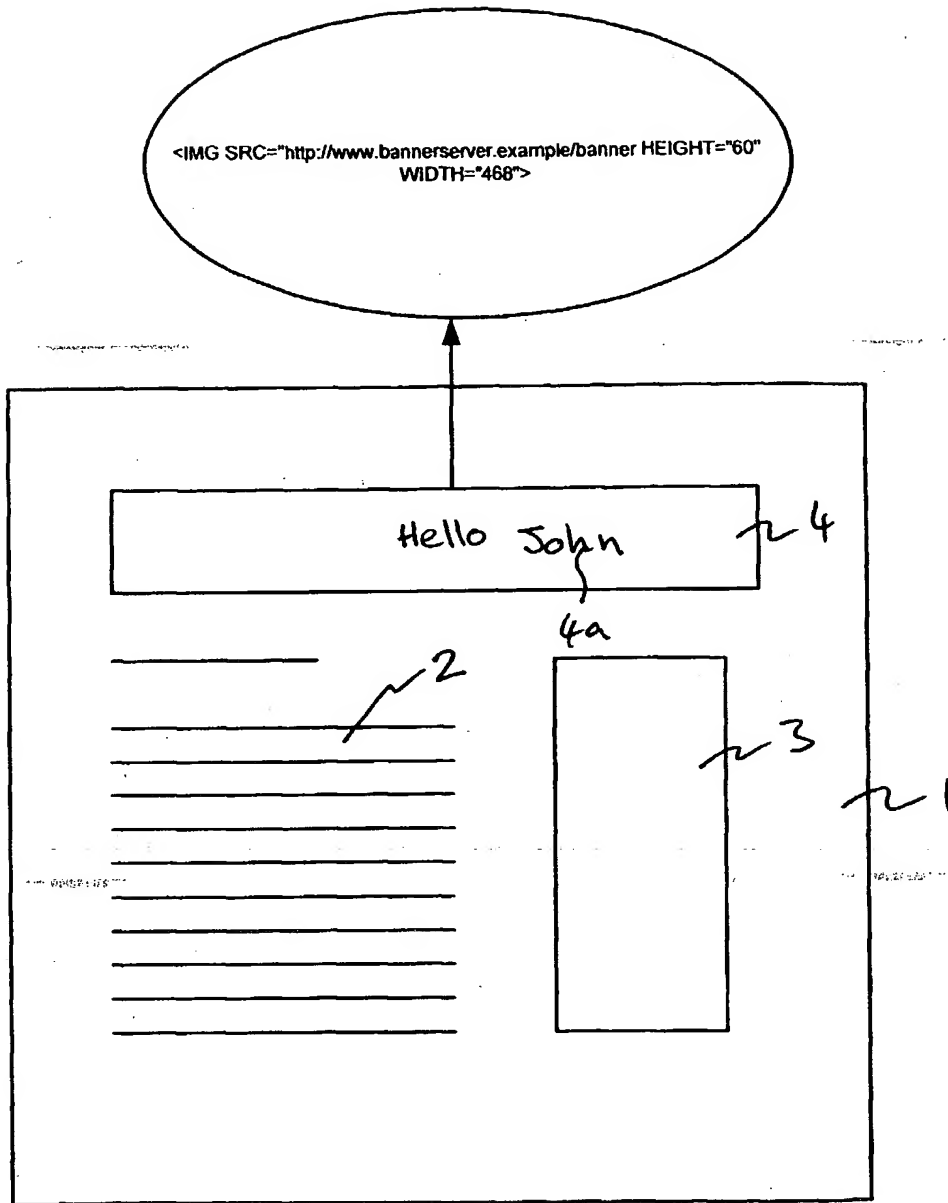 <IMG SRC="http://www.bannerserver.example/banner HEIGHT="60"
WIDTH="468">
Hello John
4
4a
2
3
1